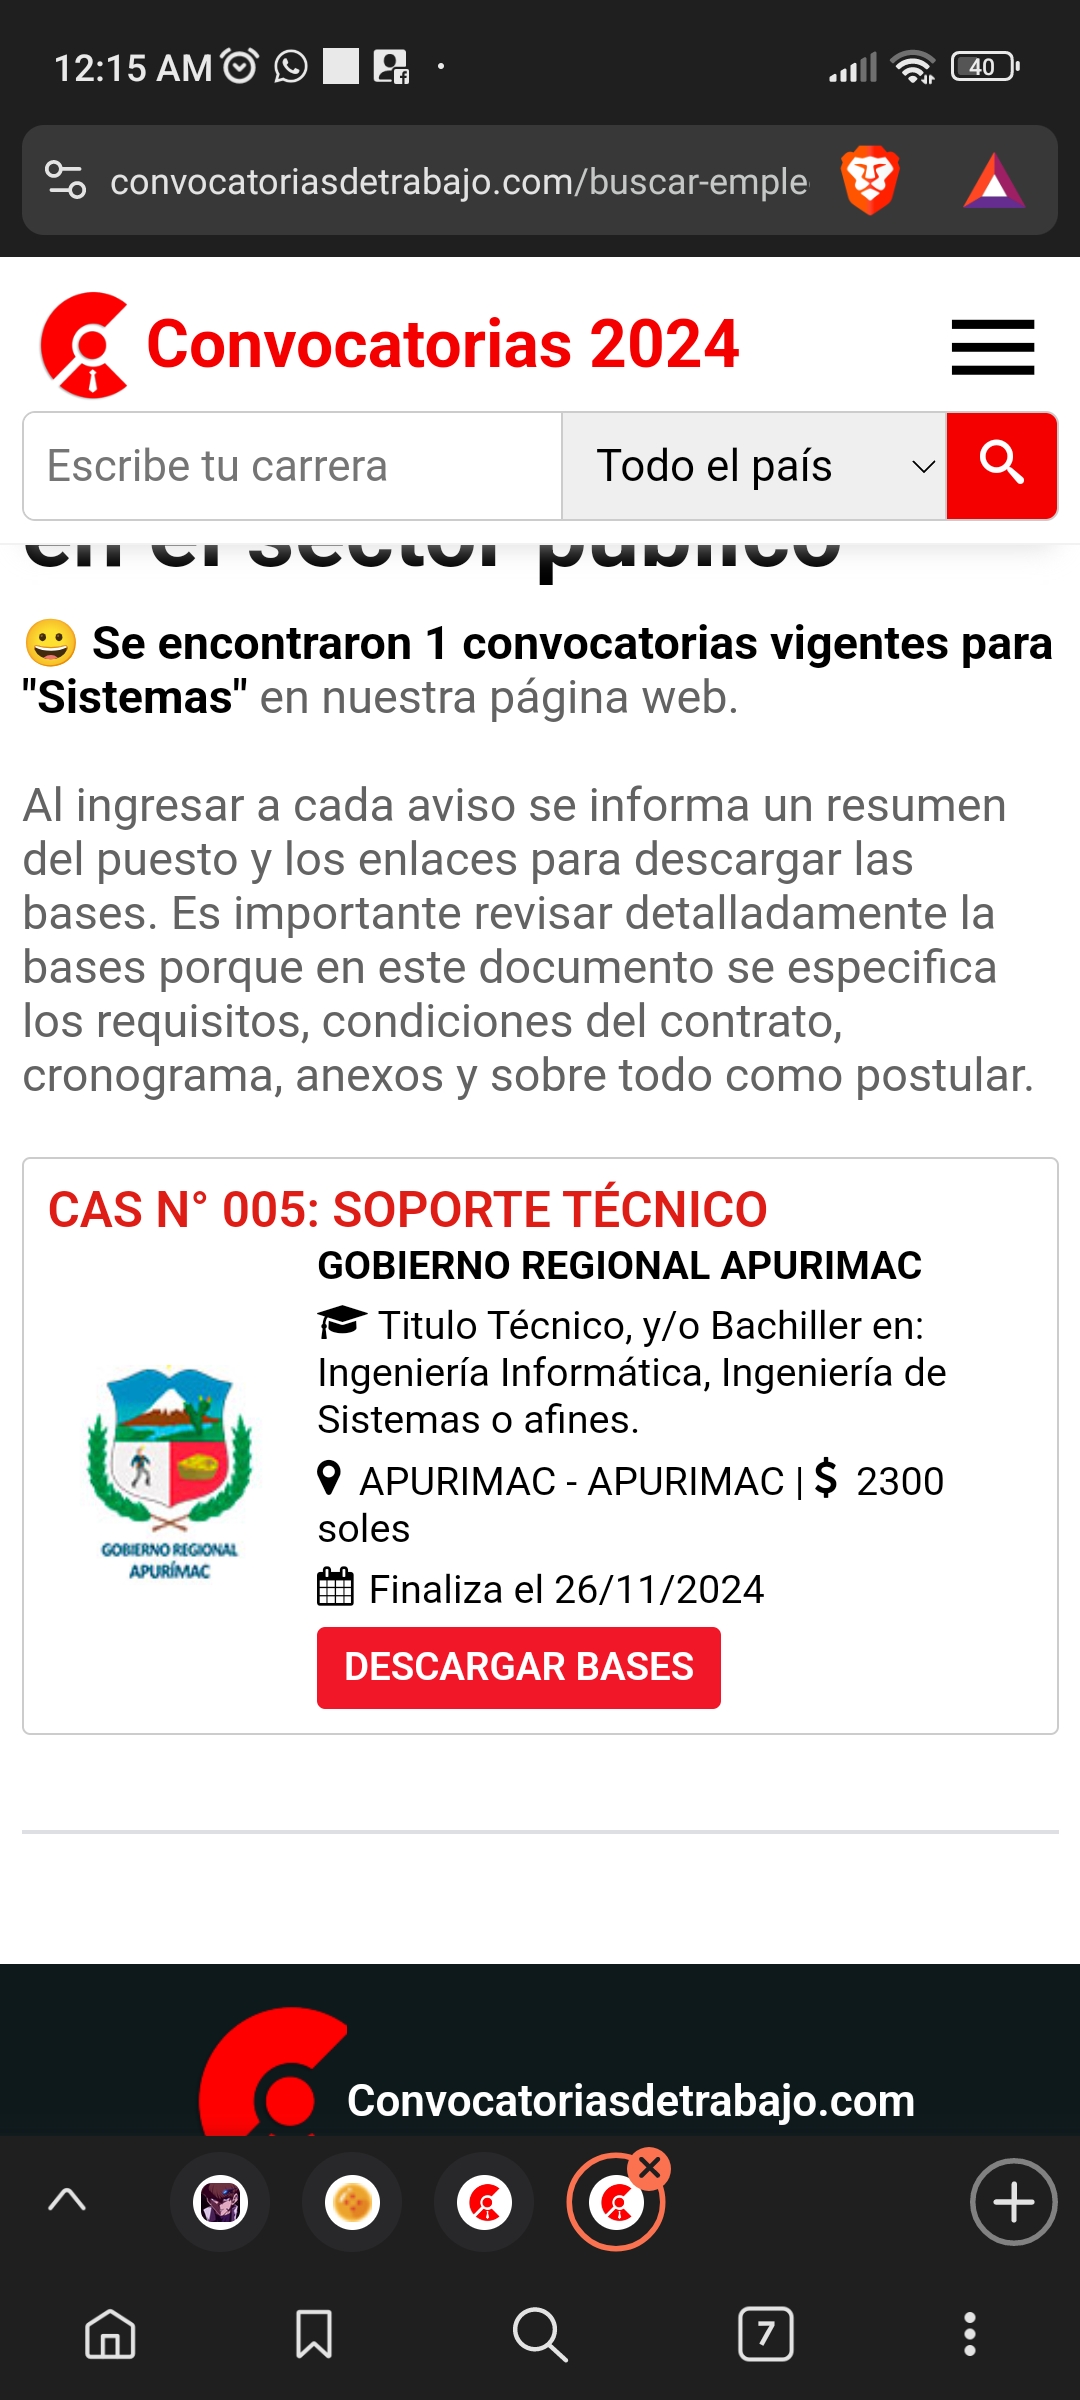 12:15 AM
40
convocatoriasdetrabajo.com/buscar-emple
Convocatorias 2024
Escribe tu carrera
Todo el país
en el sector público
😀 Se encontraron 1 convocatorias vigentes para
"Sistemas" en nuestra página web.
Al ingresar a cada aviso se informa un resumen
del puesto y los enlaces para descargar las
bases. Es importante revisar detalladamente la
bases porque en este documento se especifica
los requisitos, condiciones del contrato,
cronograma, anexos y sobre todo como postular.
CAS N° 005: SOPORTE TÉCNICO
GOBIERNO REGIONAL APURIMAC
Titulo Técnico, y/o Bachiller en:
Ingeniería Informática, Ingeniería de
Sistemas o afines.
APURIMAC - APURIMAC | $ 2300
soles
Finaliza el 26/11/2024
GOBIERNO REGIONAL
APURÍMAC
DESCARGAR BASES
Convocatoriasdetrabajo.com
7